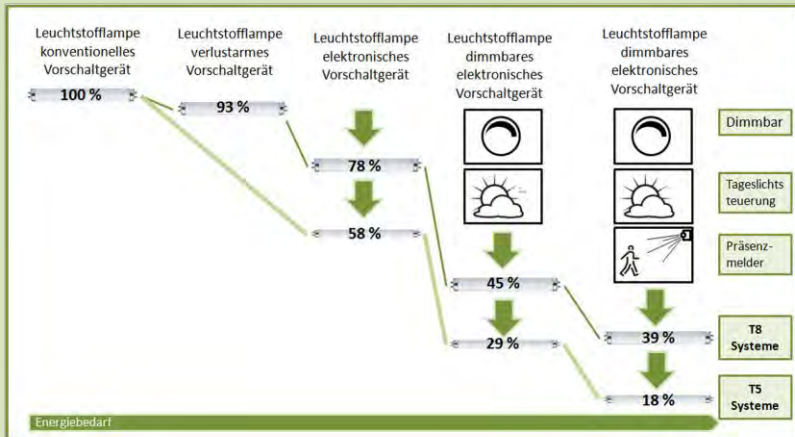 Leuchtstofflampe
konventionelles
Vorschaltgerät
Leuchtstofflampe
verlustarmes
Vorschaltgerät
Leuchtstofflampe
elektronisches
Vorschaltgerät
Leuchtstofflampe
dimmbares
elektronisches
Vorschaltgerät
Leuchtstofflampe
dimmbares
elektronisches
Vorschaltgerät
100 %
93 %
78 %
58 %
45 %
29 %
39 %
18 %
Dimmbar
Tageslichts
teuerung
Präsenz-
melder
T8
Systeme
T5
Systeme
Energiebedarf